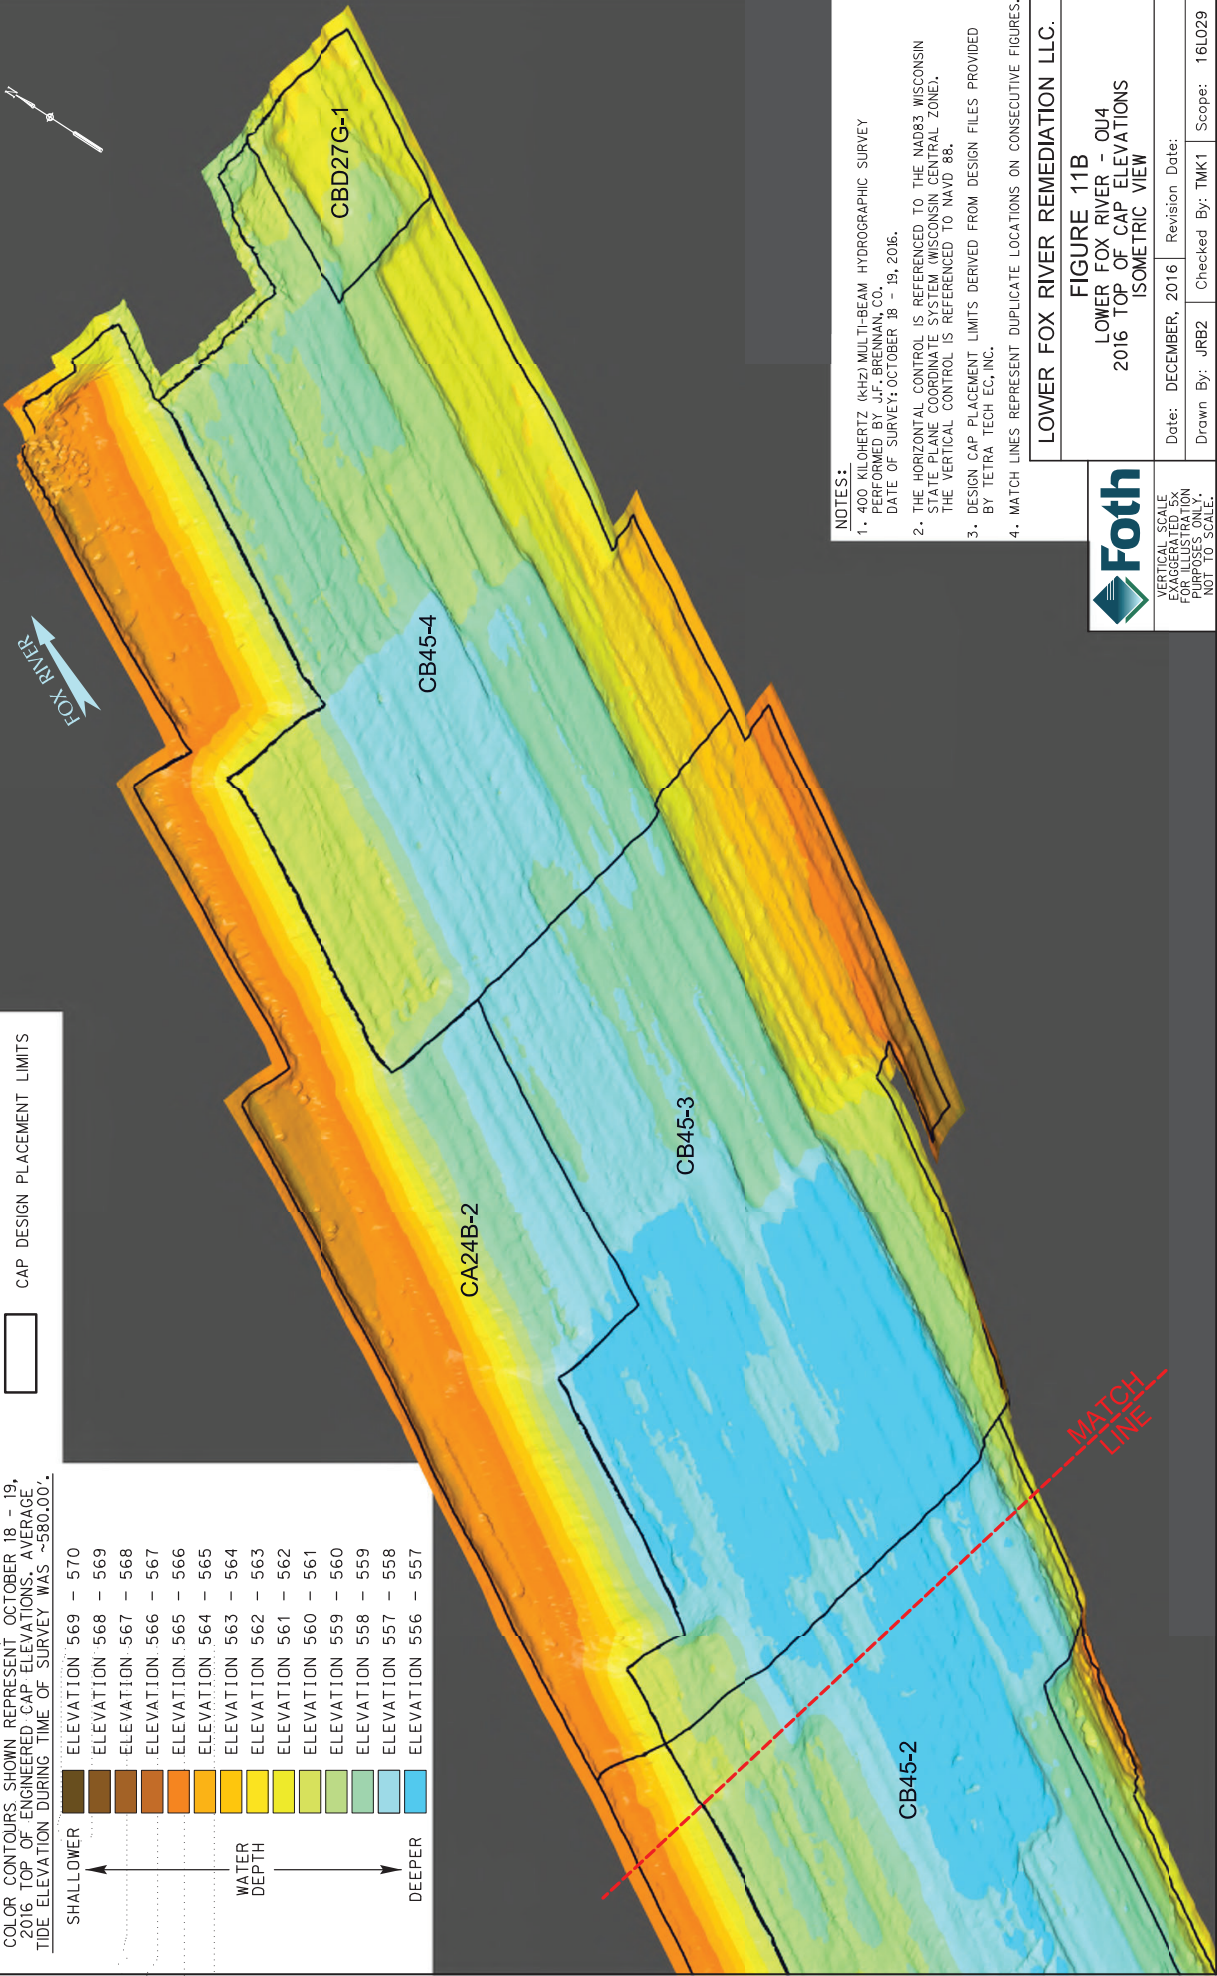 COLOR CONTOURS SHOWN REPRESENT OCTOBER 18 - 19,
2016 TOP OF ENGINEERED CAP ELEVATIONS. AVERAGE
TIDE ELEVATION DURING TIME OF SURVEY WAS ~580.00'.
SHALLOWER
WATER
DEPTH
DEEPER
ELEVATION 569 - 570
ELEVATION 568 - 569
ELEVATION 567 - 568
ELEVATION 566 - 567
ELEVATION 565 - 566
ELEVATION 564 - 565
ELEVATION 563 - 564
ELEVATION 562 - 563
ELEVATION 561 - 562
ELEVATION 560 - 561
ELEVATION 559 - 560
ELEVATION 558 - 559
ELEVATION 557 - 558
ELEVATION 556 - 557
CAP DESIGN PLACEMENT LIMITS
FOX RIVER
N
CBD27G-1
CB45-4
CA24B-2
CB45-3
CB45-2
MATCH
LINE
NOTES:
1. 400 KILOHERTZ (kHz) MULTI-BEAM HYDROGRAPHIC SURVEY
PERFORMED BY J.F. BRENNAN, CO.
DATE OF SURVEY: OCTOBER 18 - 19, 2016.
2. THE HORIZONTAL CONTROL IS REFERENCED TO THE NAD83 WISCONSIN
STATE PLANE COORDINATE SYSTEM (WISCONSIN CENTRAL ZONE).
THE VERTICAL CONTROL IS REFERENCED TO NAVD 88.
3. DESIGN CAP PLACEMENT LIMITS DERIVED FROM DESIGN FILES PROVIDED
BY TETRA TECH EC, INC.
4. MATCH LINES REPRESENT DUPLICATE LOCATIONS ON CONSECUTIVE FIGURES.
Foth
VERTICAL SCALE
EXAGGERATED 5x
FOR ILLUSTRATION
PURPOSES ONLY.
NOT TO SCALE.
LOWER FOX RIVER REMEDIATION LLC.
FIGURE 11B
LOWER FOX RIVER - OU4
2016 TOP OF CAP ELEVATIONS
ISOMETRIC VIEW
Date: DECEMBER, 2016 Revision Date:
Drawn By: JRB2 Checked By: TMK1 Scope: 16L029